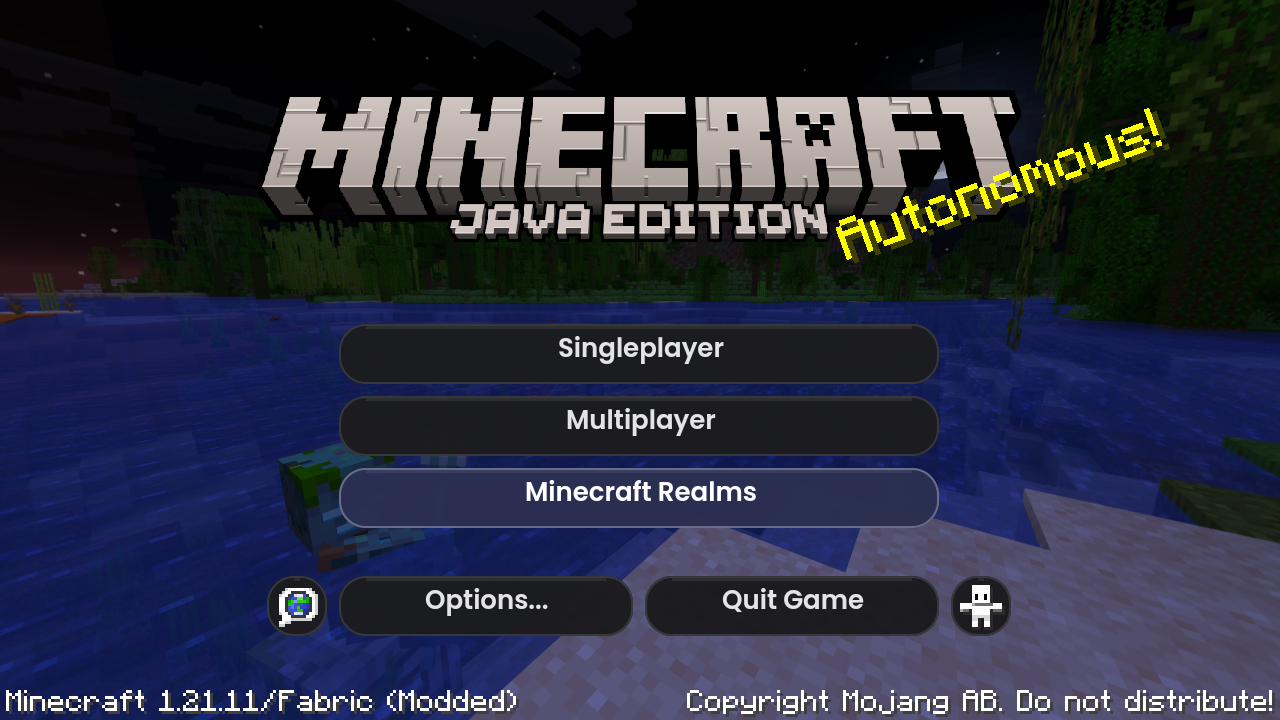 MINECRAFT
JAVA EDITION
Autonomous!
Singleplayer
Multiplayer
Minecraft Realms
Options...
Quit Game
Minecraft 1.21.11/Fabric (Modded)
Copyright Mojang AB. Do not distribute!